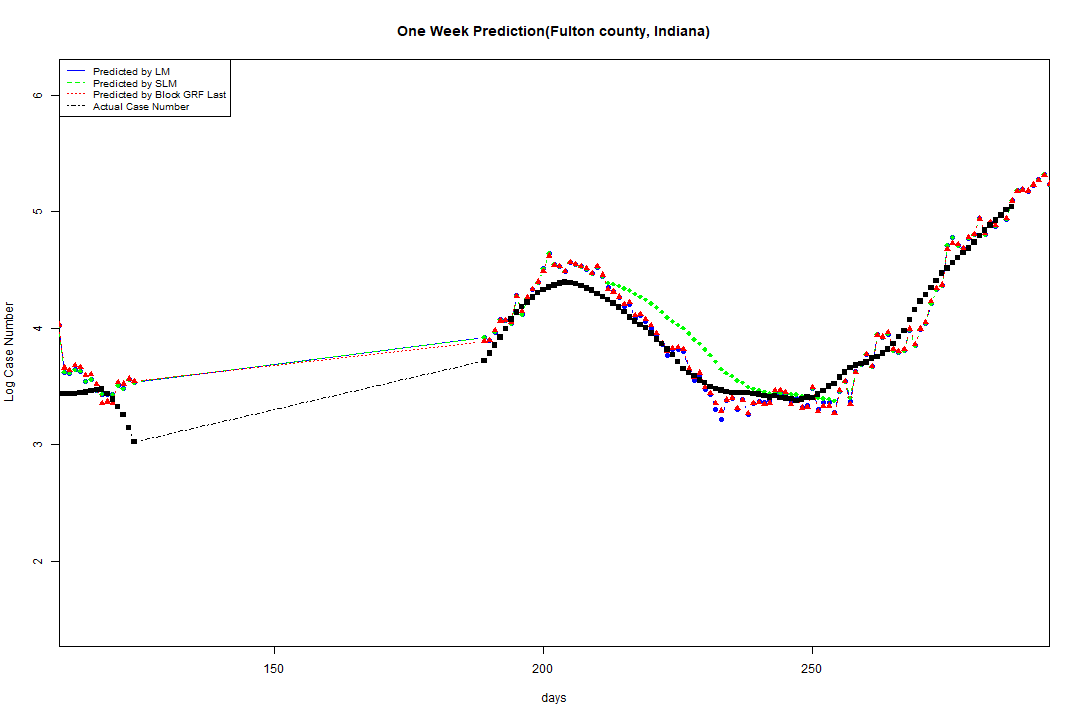 One Week Prediction(Fulton county, Indiana)
Predicted by LM
Predicted by SLM
Predicted by Block GRF Last
Actual Case Number
6
5
4
3
2
Log Case Number
150
200
250
days